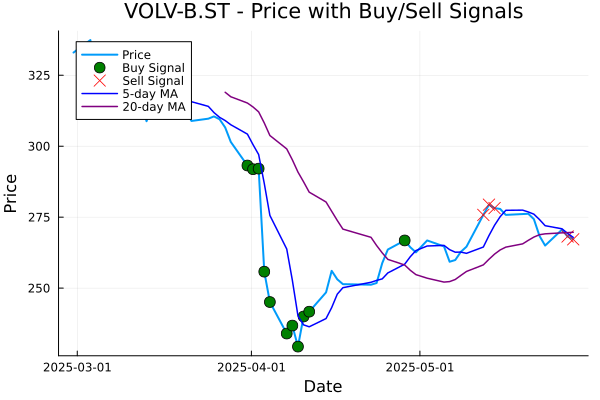 VOLV-B.ST - Price with Buy/Sell Signals
Price
Buy Signal
Sell Signal
5-day MA
20-day MA
325
300
275
250
Price
2025-03-01
2025-04-01
2025-05-01
Date